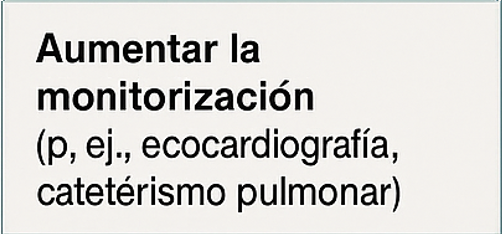 Aumentar la
monitorización
(p, ej., ecocardiografía,
catetérismo pulmonar)